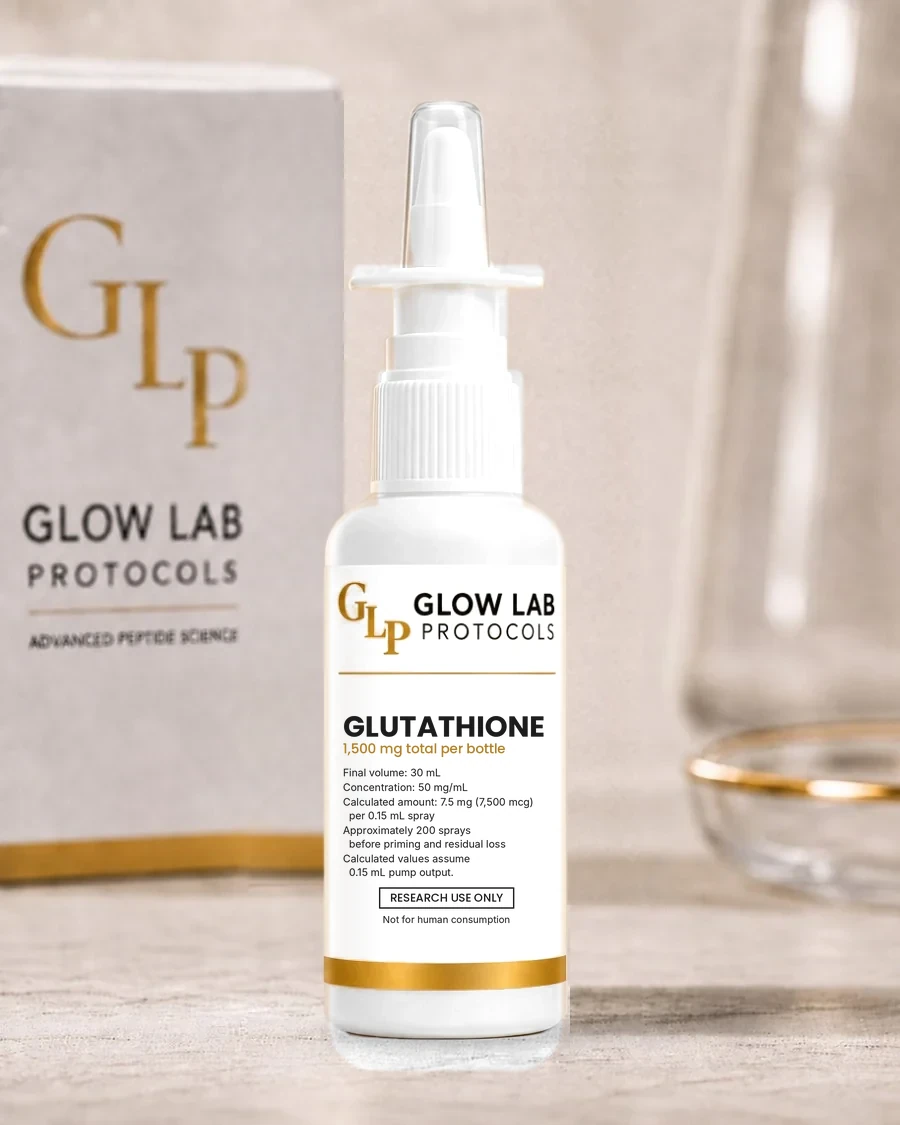 GLP
GLOW LAB
PROTOCOLS
ADVANCED PEPTIDE SCIENCE
GLP
GLOW LAB
PROTOCOLS
GLUTATHIONE
1,500 mg total per bottle
Final volume: 30 mL
Concentration: 50 mg/mL
Calculated amount: 7.5 mg (7,500 mcg)
per 0.15 mL spray
Approximately 200 sprays
before priming and residual loss
Calculated values assume
0.15 mL pump output.
RESEARCH USE ONLY
Not for human consumption